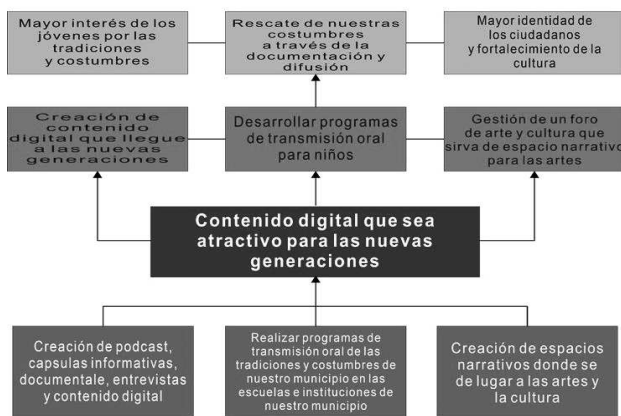 Mayor interés de los
jóvenes por las
tradiciones
y costumbres
Rescate de nuestras
costumbres
a través de la
documentación y
difusión
Mayor identidad de
los ciudadanos
y fortalecimiento de la
cultura
Creación de
contenido
digital que llegue
a las nuevas
generaciones
Desarrollar programas
de transmisión oral
para niños
Gestión de un foro
de arte y cultura que
sirva de espacio narrativo
para las artes
Contenido digital que sea
atractivo para las nuevas
generaciones
Creación de podcast,
capsulas informativas,
documentale, entrevistas
y contenido digital
Realizar programas de
transmisión oral de las
tradiciones y costumbres de
nuestro municipio en las
escuelas e instituciones de
nuestro municipio
Creación de espacios
narrativos donde se
de lugar a las artes y
la cultura